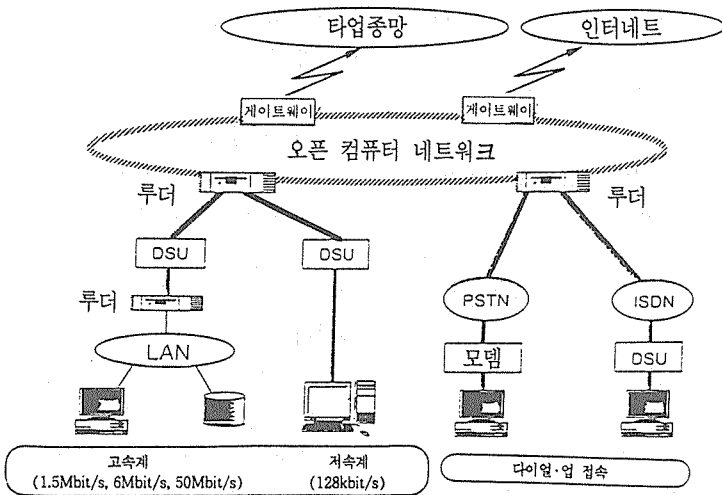 타업종망
인터네트
게이트웨이
게이트웨이
오픈 컴퓨터 네트워크
루더
루더
DSU
DSU
루더
PSTN
ISDN
LAN
모뎀
DSU
고속계
(1.5Mbit/s, 6Mbit/s, 50Mbit/s)
저속계
(128kbit/s)
다이얼·업 접속